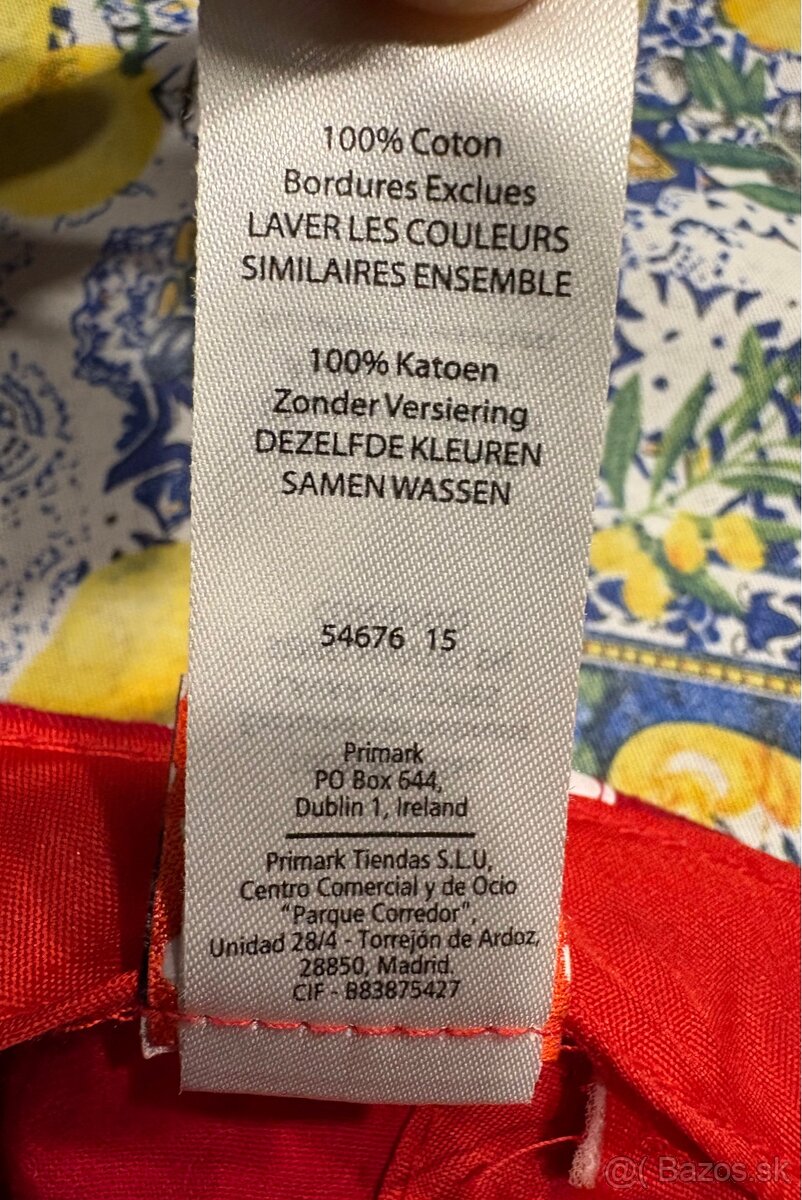 100% Coton
Bordures Exclues
LAVER LES COULEURS
SIMILAIRES ENSEMBLE
100% Katoen
Zonder Versiering
DEZELFDE KLEUREN
SAMEN WASSEN
54676 15
Primark
PO Box 644,
Dublin 1, Ireland
Primark Tiendas S.L.U,
Centro Comercial y de Ocio
“Parque Corredor”,
Unidad 28/4 - Torrejón de Ardoz,
28850, Madrid.
CIF - B83875427
@( Bazos.sk